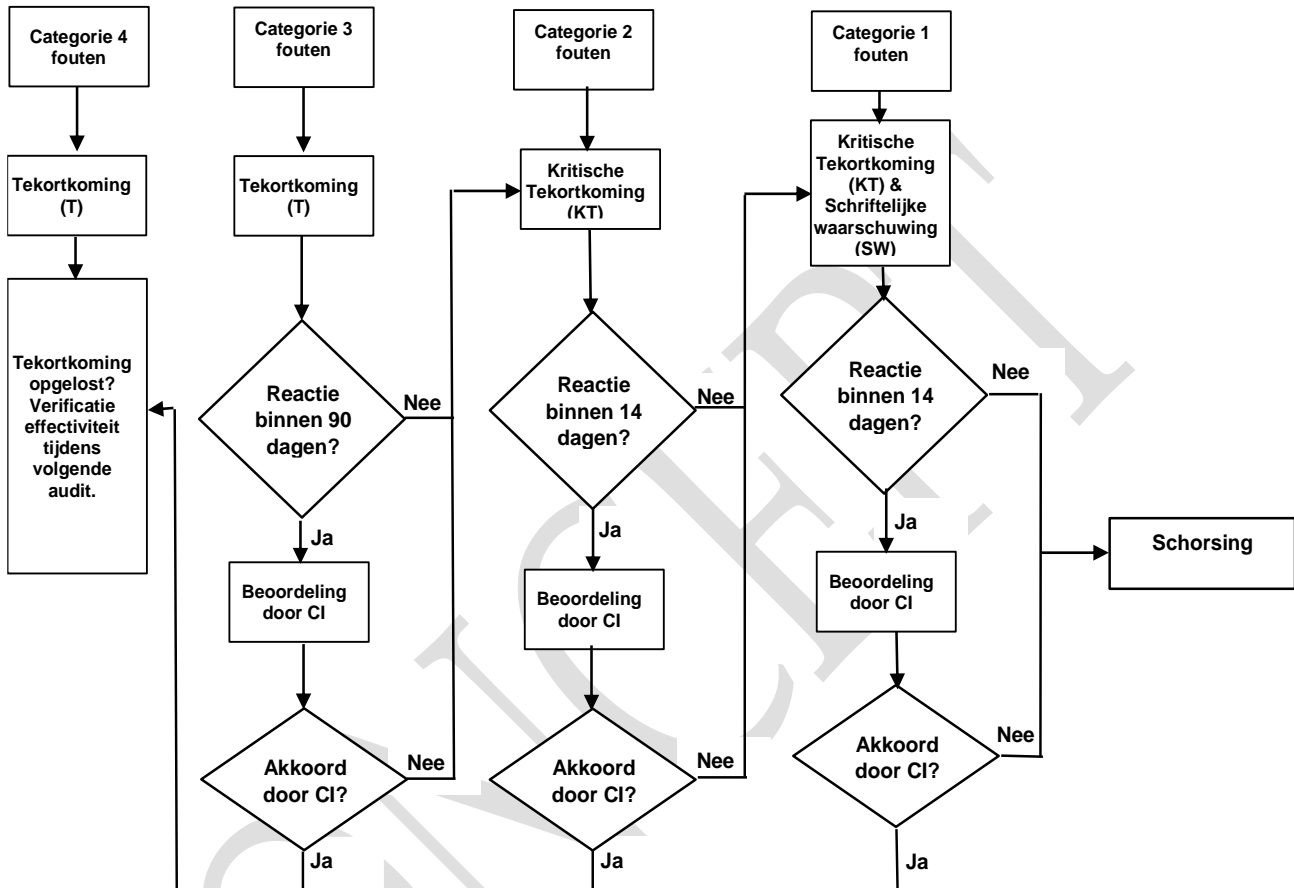 Categorie 4
fouten
Categorie 3
fouten
Categorie 2
fouten
Categorie 1
fouten
Tekortkoming
(T)
Tekortkoming
(T)
Kritische
Tekortkoming
(KT)
Kritische
Tekortkoming
(KT) &
Schriftelijke
waarschuwing
(SW)
Tekortkoming
opgelost?
Verificatie
effectiviteit
tijdens
volgende
audit.
Reactie
binnen 90
dagen?
Nee
Reactie
binnen 14
dagen?
Nee
Reactie
binnen 14
dagen?
Nee
Ja
Ja
Ja
Schorsing
Beoordeling
door CI
Beoordeling
door CI
Beoordeling
door CI
Akkoord
door CI?
Nee
Akkoord
door CI?
Nee
Akkoord
door CI?
Nee
Ja
Ja
Ja